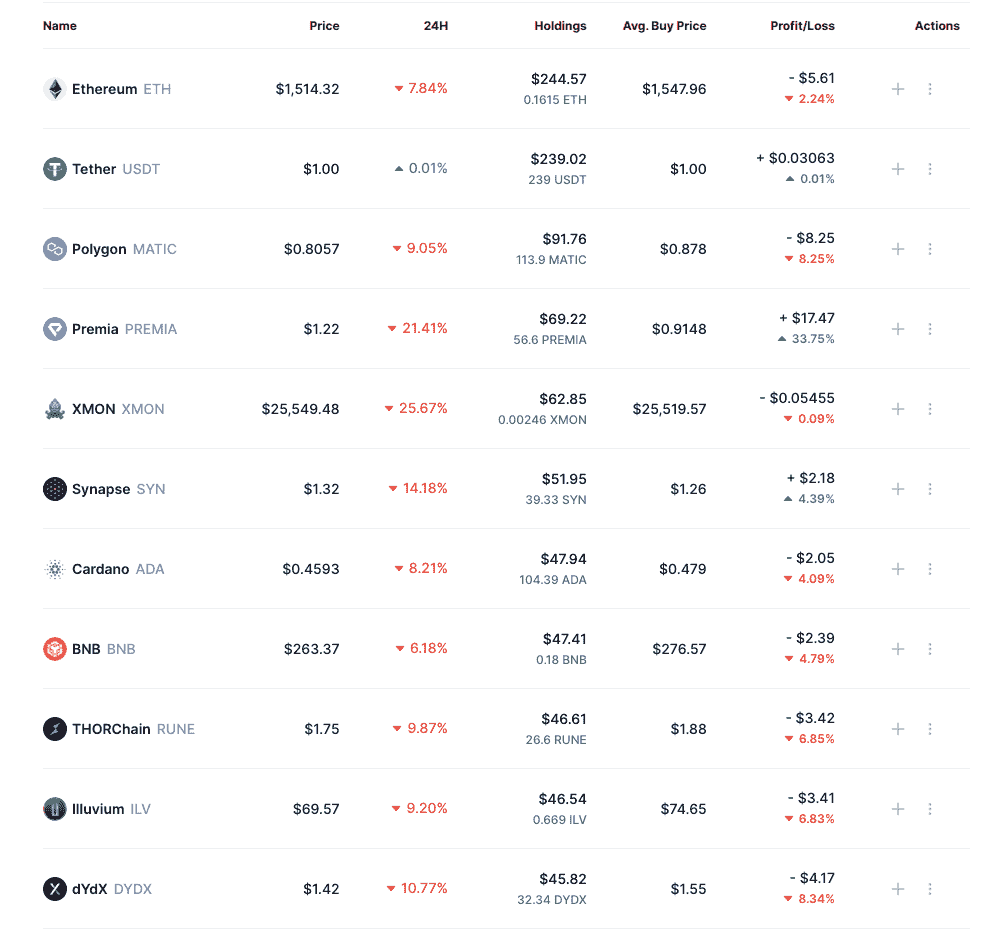 Name Price 24H Holdings Avg. Buy Price Profit/Loss Actions
$244.57 - $5.61
Ethereum ETH $1,514.32 7.84% $1,547.96
0.1615 ETH 2.24%
$239.02 + $0.03063
Tether USDT $1.00 0.01% $1.00
239 USDT 0.01%
$91.76 - $8.25
Polygon MATIC $0.8057 9.05% $0.878
113.9 MATIC 8.25%
$69.22 + $17.47
Premia PREMIA $1.22 21.41% $0.9148
56.6 PREMIA 33.75%
$62.85 - $0.05455
XMON XMON $25,549.48 25.67% $25,519.57
0.00246 XMON 0.09%
$51.95 + $2.18
Synapse SYN $1.32 14.18% $1.26
39.33 SYN 4.39%
$47.94 - $2.05
Cardano ADA $0.4593 8.21% $0.479
104.39 ADA 4.09%
$47.41 - $2.39
BNB BNB $263.37 6.18% $276.57
0.18 BNB 4.79%
$46.61 - $3.42
THORChain RUNE $1.75 9.87% $1.88
26.6 RUNE 6.85%
$46.54 - $3.41
Illuvium ILV $69.57 9.20% $74.65
0.669 ILV 6.83%
$45.82 - $4.17
dYdX DYDX $1.42 10.77% $1.55
32.34 DYDX 8.34%